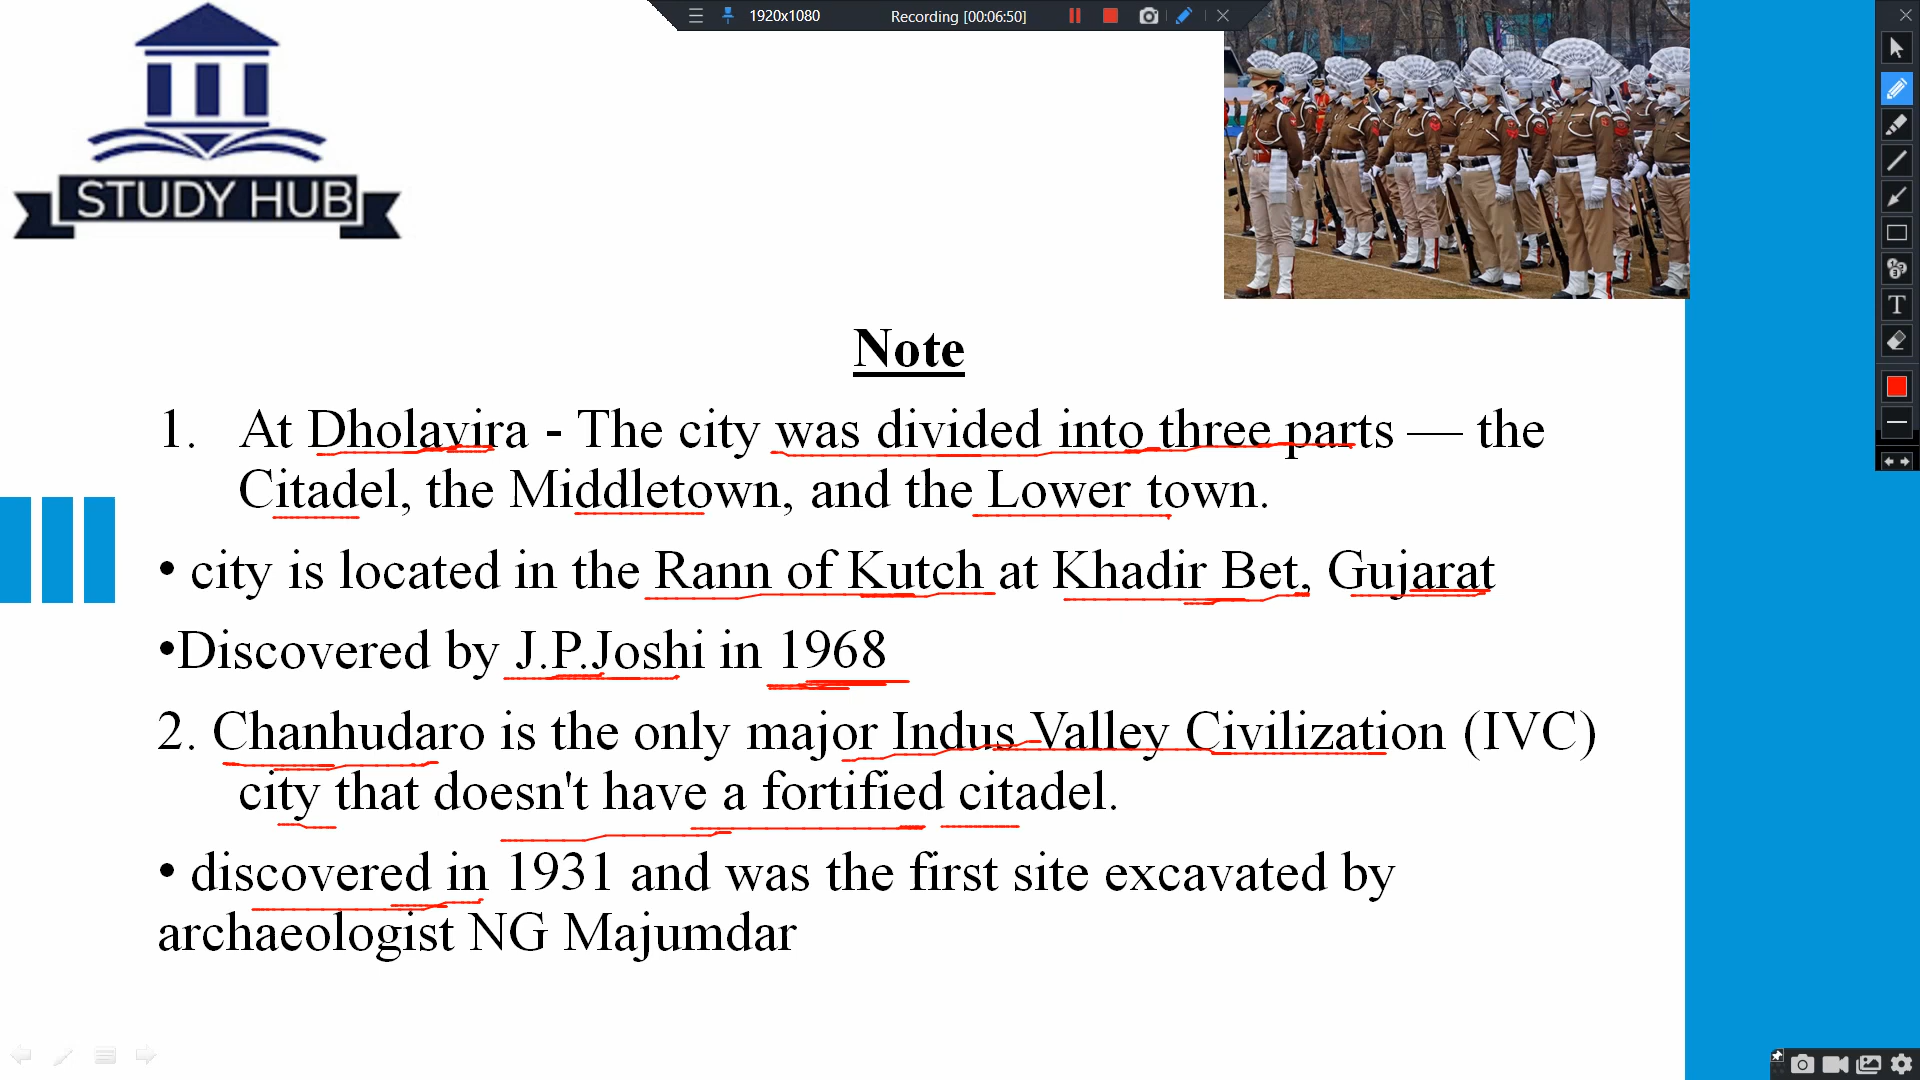 1920x1080
Recording [00:06:50]
STUDY HUB
Note
1. At Dholavira - The city was divided into three parts — the
Citadel, the Middletown, and the Lower town.
• city is located in the Rann of Kutch at Khadir Bet, Gujarat
•Discovered by J.P.Joshi in 1968
2. Chanhudaro is the only major Indus Valley Civilization (IVC)
city that doesn't have a fortified citadel.
• discovered in 1931 and was the first site excavated by
archaeologist NG Majumdar